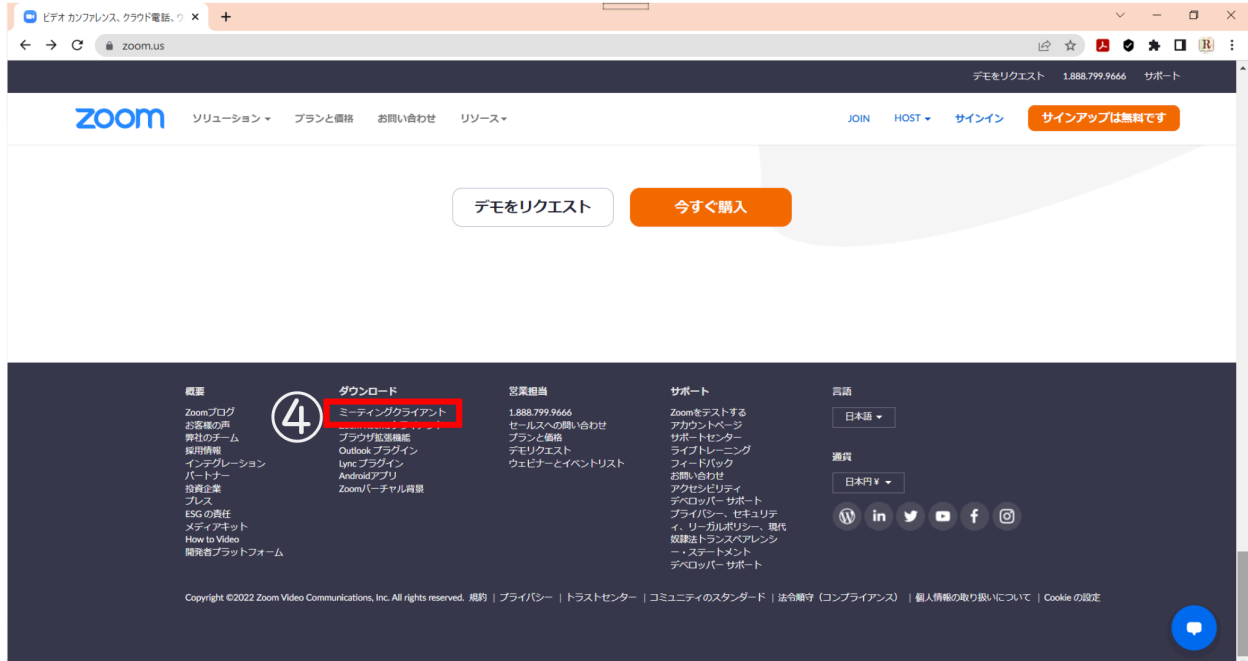 ビデオ カンファレンス、クラウド電話、ウ
zoom.us
デモをリクエスト 1.888.799.9666 サポート
zoom ソリューション プランと価格 お問い合わせ リソース JOIN HOST サインイン サインアップは無料です
デモをリクエスト 今すぐ購入
概要
Zoomブログ
お客様の声
弊社のチーム
採用情報
インテグレーション
パートナー
投資企業
プレス
ESG の責任
メディアキット
How to Video
開発者プラットフォーム
④
ダウンロード
ミーティングクライアント
ブラウザ拡張機能
Outlook プラグイン
Lync プラグイン
Androidアプリ
Zoomバーチャル背景
営業担当
1.888.799.9666
セールスへの問い合わせ
プランと価格
デモリクエスト
ウェビナーとイベントリスト
サポート
Zoomをテストする
アカウントページ
サポートセンター
ライブトレーニング
フィードバック
お問い合わせ
アクセシビリティ
デベロッパー サポート
プライバシー、セキュリテ
ィ、リーガルポリシー、現代
奴隷法トランスペアレンシ
ー・ステートメント
デベロッパー サポート
言語
日本語
通貨
日本円 ¥
Copyright ©2022 Zoom Video Communications, Inc. All rights reserved. 規約 | プライバシー | トラストセンター | コミュニティのスタンダード | 法令順守（コンプライアンス） | 個人情報の取り扱いについて | Cookie の設定